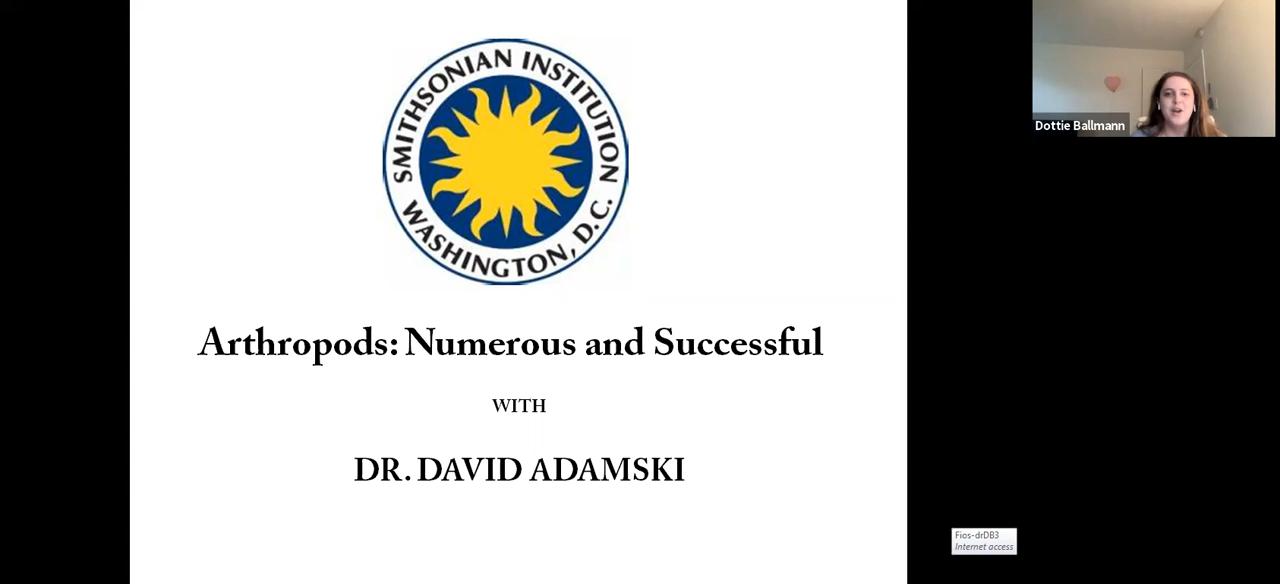 SMITHSONIAN INSTITUTION
WASHINGTON, D.C.
Arthropods: Numerous and Successful
WITH
DR. DAVID ADAMSKI
Dottie Ballmann
Fios-drDB3
Internet access